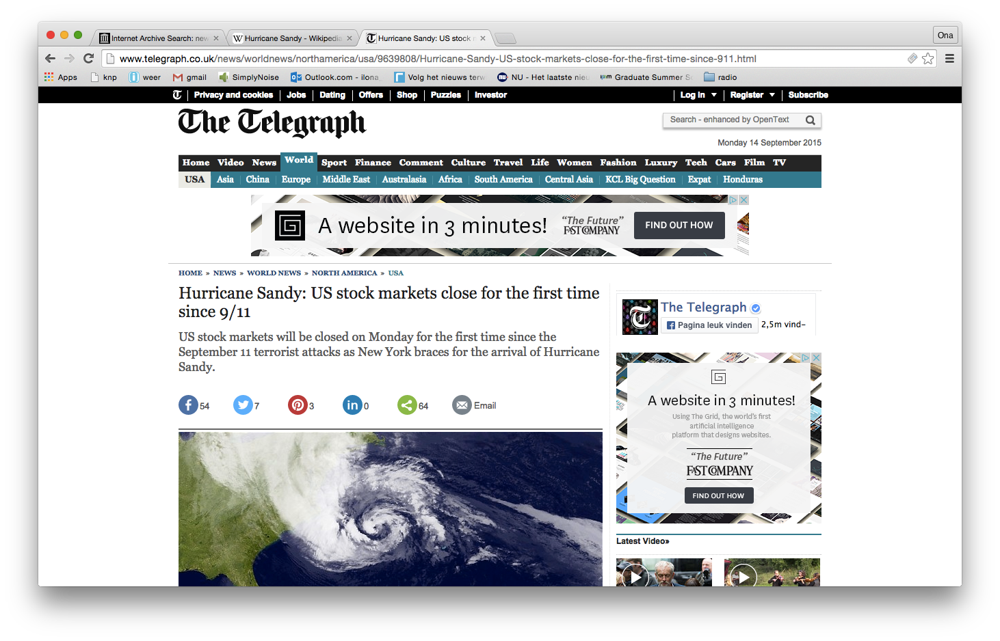 Internet Archive Search: new
Hurricane Sandy - Wikipedia
Hurricane Sandy: US stock m
Ona
www.telegraph.co.uk/news/worldnews/northamerica/usa/9639808/Hurricane-Sandy-US-stock-markets-close-for-the-first-time-since-911.html
Apps knp weer gmail SimplyNoise Outlook.com - ilona_ Volg het nieuws terw NU - Het laatste nieu Graduate Summer Sc radio
Privacy and cookies Jobs Dating Offers Shop Puzzles Investor Log in Register Subscribe
The Telegraph
Search - enhanced by OpenText
Monday 14 September 2015
Home Video News World Sport Finance Comment Culture Travel Life Women Fashion Luxury Tech Cars Film TV
USA Asia China Europe Middle East Australasia Africa South America Central Asia KCL Big Question Expat Honduras
A website in 3 minutes! "The Future" FAST COMPANY FIND OUT HOW
HOME » NEWS » WORLD NEWS » NORTH AMERICA » USA
Hurricane Sandy: US stock markets close for the first time
since 9/11
US stock markets will be closed on Monday for the first time since the
September 11 terrorist attacks as New York braces for the arrival of Hurricane
Sandy.
54 7 3 0 64 Email
The Telegraph
Pagina leuk vinden 2,5m vind–
A website in 3 minutes!
Using The Grid, the world's first
artificial intelligence
platform that designs websites.
"The Future"
FAST COMPANY
FIND OUT HOW
Latest Video»